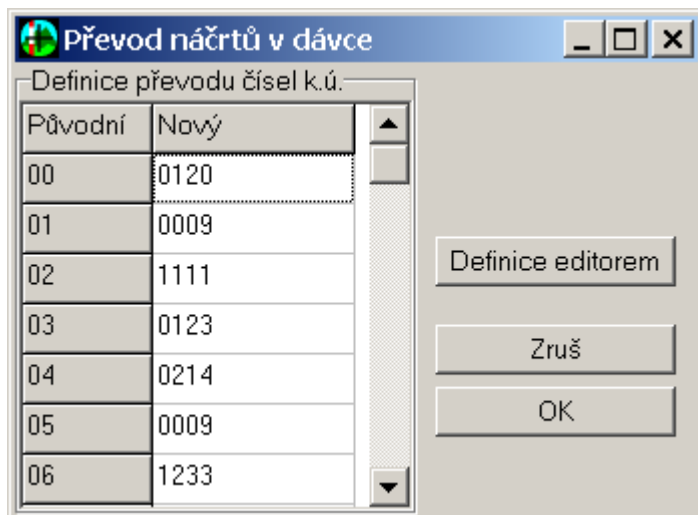 Převod náčrtů v dávce
Definice převodu čísel k.ú.
Původní Nový
00 0120
01 0009
02 1111
03 0123
04 0214
05 0009
06 1233
Definice editorem
Zruš
OK